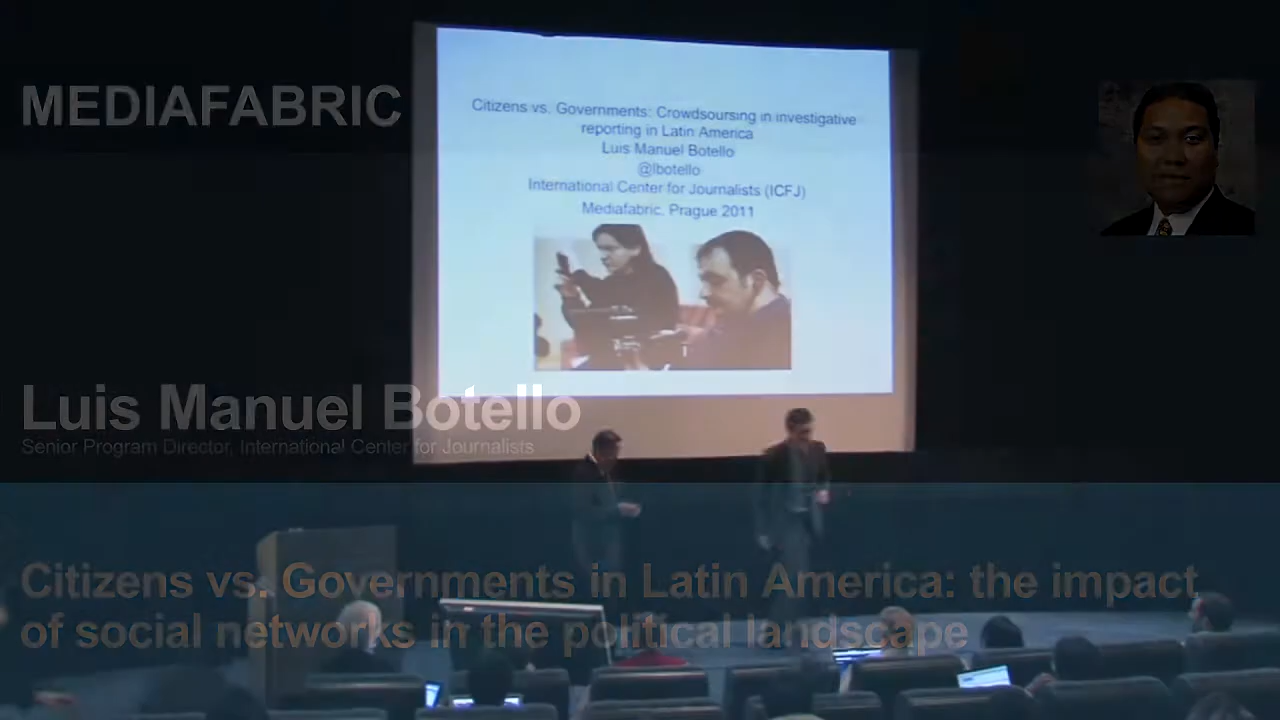 MEDIAFABRIC
Citizens vs. Governments: Crowdsoursing in investigative
reporting in Latin America
Luis Manuel Botello
@lbotello
International Center for Journalists (ICFJ)
Mediafabric, Prague 2011
Luis Manuel Botello
Senior Program Director, International Center for Journalists
Citizens vs. Governments in Latin America: the impact
of social networks in the political landscape